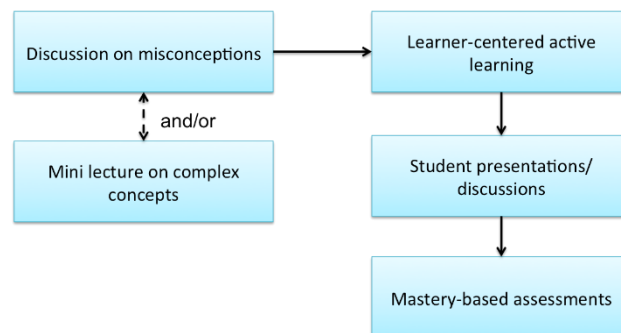 Discussion on misconceptions
Learner-centered active
learning
and/or
Mini lecture on complex
concepts
Student presentations/
discussions
Mastery-based assessments